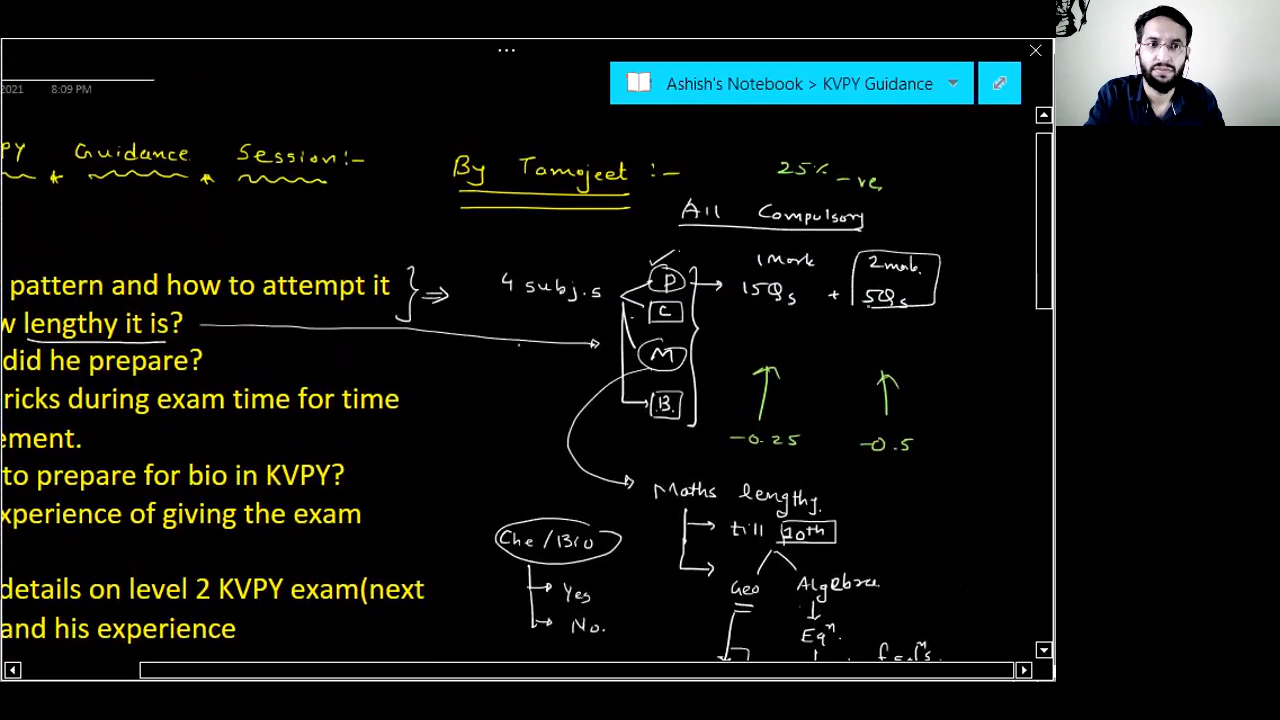 Ashish's Notebook > KVPY Guidance
2021 8:09 PM
PY Guidance Session:-
By Tamojeet :-
25% -ve
All Compulsory
pattern and how to attempt it
w lengthy it is?
did he prepare?
ricks during exam time for time
ement.
to prepare for bio in KVPY?
xperience of giving the exam
details on level 2 KVPY exam(next
and his experience
4 subj.s
P
C
M
B.
1 mark
15Qs
+
2 mark.
5Qs
-0.25
-0.5
Maths lengthy.
till 10th
Geo
Algebra
Eqn.
Che/Bio
Yes
No.